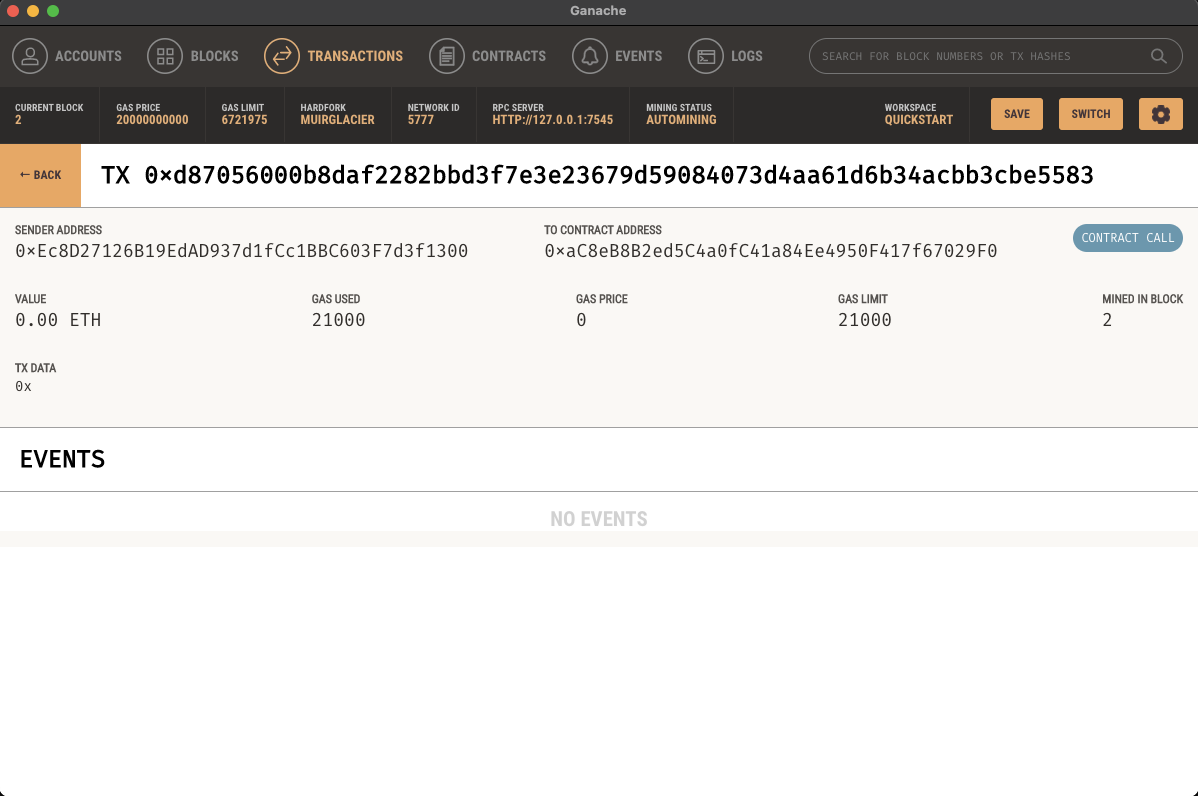 Ganache
ACCOUNTS BLOCKS TRANSACTIONS CONTRACTS EVENTS LOGS SEARCH FOR BLOCK NUMBERS OR TX HASHES
CURRENT BLOCK GAS PRICE GAS LIMIT HARDFORK NETWORK ID RPC SERVER MINING STATUS WORKSPACE
2 20000000000 6721975 MUIRGLACIER 5777 HTTP://127.0.0.1:7545 AUTOMINING QUICKSTART SAVE SWITCH
← BACK TX 0×d87056000b8daf2282bbd3f7e3e23679d59084073d4aa61d6b34acbb3cbe5583
SENDER ADDRESS TO CONTRACT ADDRESS
0×Ec8D27126B19EdAD937d1fCc1BBC603F7d3f1300 0×aC8eB8B2ed5C4a0fC41a84Ee4950F417f67029F0 CONTRACT CALL
VALUE GAS USED GAS PRICE GAS LIMIT MINED IN BLOCK
0.00 ETH 21000 0 21000 2
TX DATA
0x
EVENTS
NO EVENTS